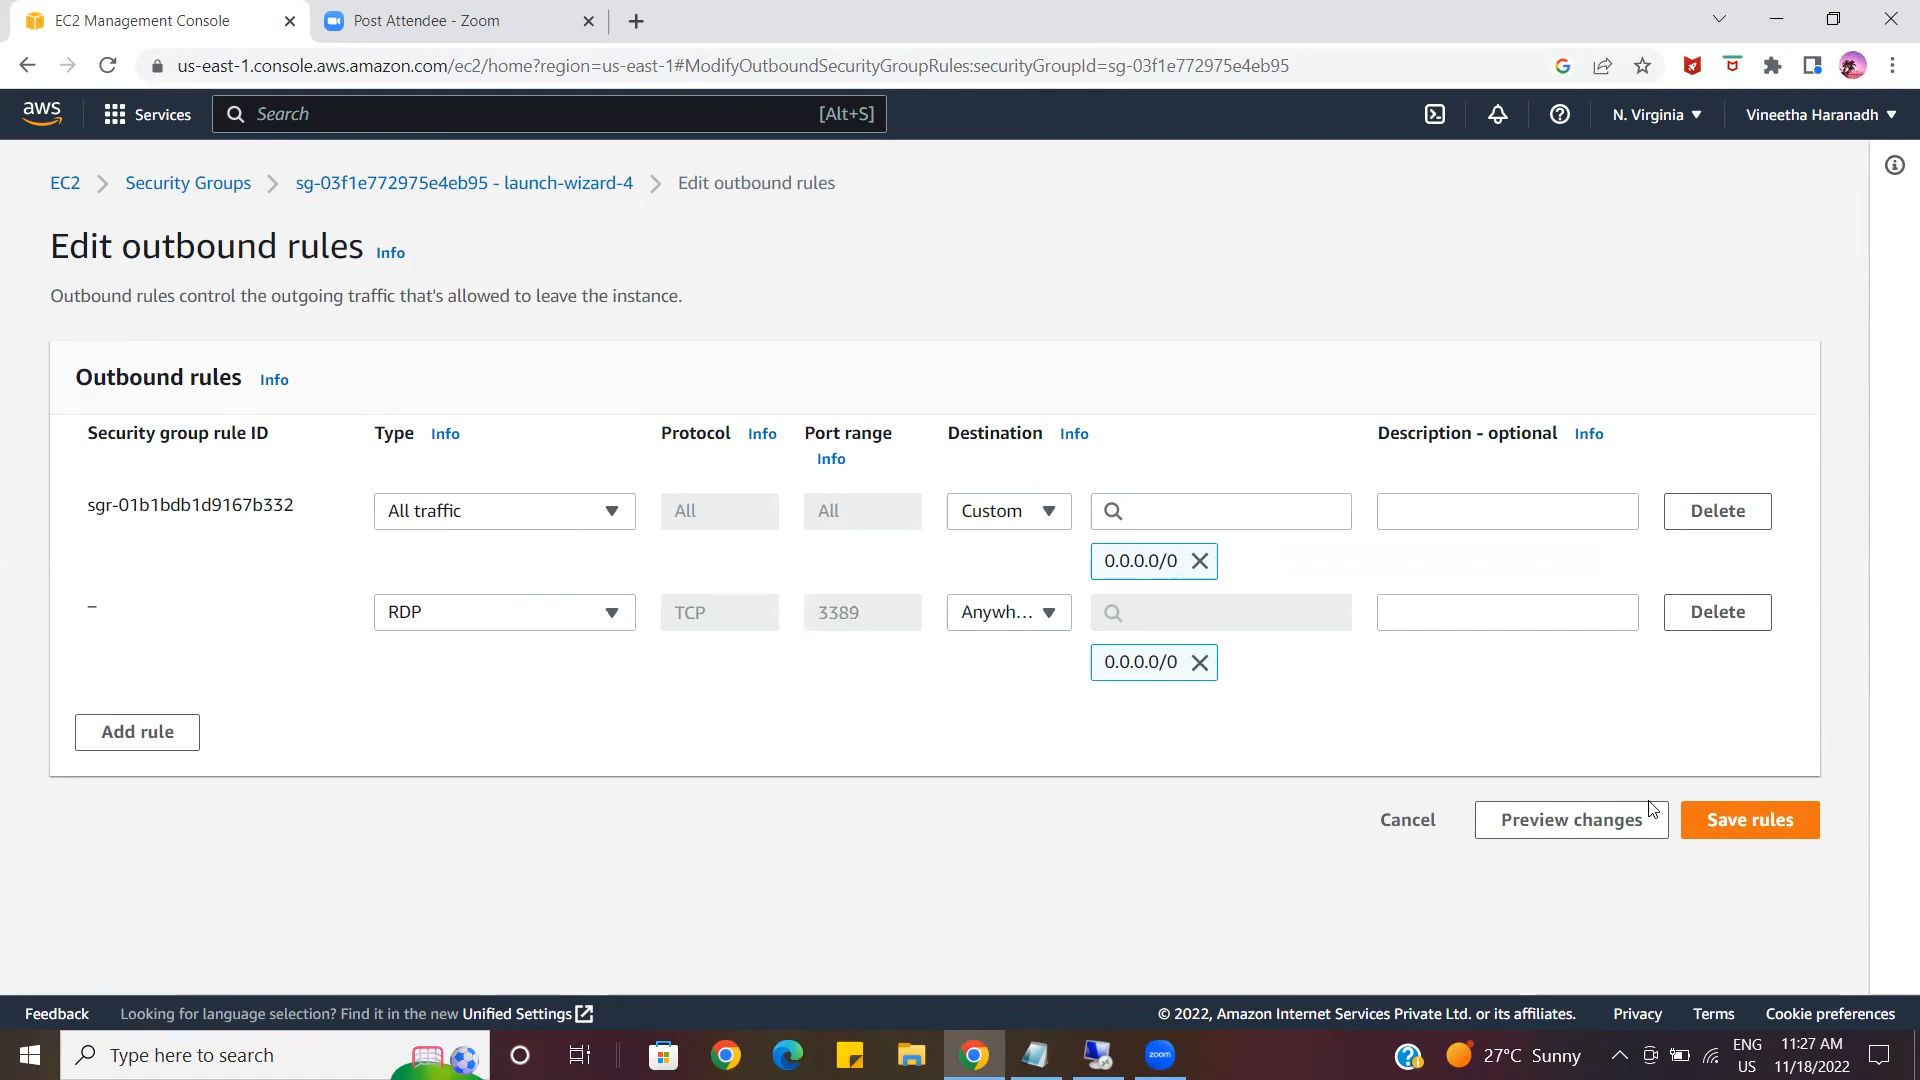 EC2 Management Console
Post Attendee - Zoom
us-east-1.console.aws.amazon.com/ec2/home?region=us-east-1#ModifyOutboundSecurityGroupRules:securityGroupId=sg-03f1e772975e4eb95
aws Services Search [Alt+S] N. Virginia Vineetha Haranadh
EC2 Security Groups sg-03f1e772975e4eb95 - launch-wizard-4 Edit outbound rules
Edit outbound rules Info
Outbound rules control the outgoing traffic that's allowed to leave the instance.
Outbound rules Info
Security group rule ID Type Info Protocol Info Port range Destination Info Description - optional Info
Info
sgr-01b1bdb1d9167b332 All traffic All All Custom Delete
0.0.0.0/0
– RDP TCP 3389 Anywh... Delete
0.0.0.0/0
Add rule
Cancel Preview changes Save rules
Feedback Looking for language selection? Find it in the new Unified Settings © 2022, Amazon Internet Services Private Ltd. or its affiliates. Privacy Terms Cookie preferences
Type here to search zoom 27°C Sunny ENG 11:27 AM
US 11/18/2022